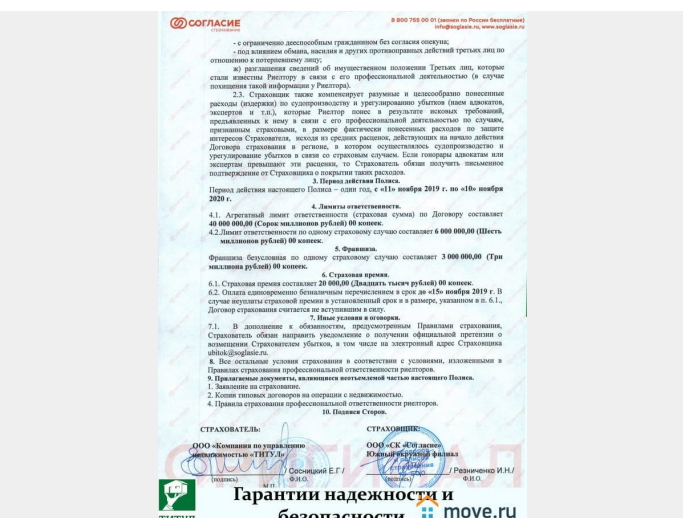 СОГЛАСИЕ
страхование
8 800 755 00 01 (звонки по России бесплатные)
info@soglasie.ru, www.soglasie.ru
- с ограниченно дееспособным гражданином без согласия опекуна;
- под влиянием обмана, насилия и других противоправных действий третьих лиц по
отношению к потерпевшему лицу;
ж) разглашения сведений об имущественном положении Третьих лиц, которые
стали известны Риелтору в связи с его профессиональной деятельностью (в случае
похищения такой информации у Риелтора).
2.3. Страховщик также компенсирует разумные и целесообразно понесенные
расходы (издержки) по судопроизводству и урегулированию убытков (наем адвокатов,
экспертов и т.п.), которые Риелтор понес в результате исковых требований,
предъявленных к нему в связи с его профессиональной деятельностью по случаям,
признанным страховыми, в размере фактически понесенных расходов по защите
интересов Страхователя, исходя из средних расценок, действующих на начало действия
Договора страхования в регионе, в котором осуществлялось судопроизводство и
урегулирование убытков в связи со страховым случаем. Если гонорары адвокатам или
экспертам превышают эти расценки, то Страхователь обязан получить письменное
подтверждение от Страховщика о покрытии таких расходов.
3. Период действия Полиса.
Период действия настоящего Полиса – один год, с «11» ноября 2019 г. по «10» ноября
2020 г.
4. Лимиты ответственности.
4.1. Агрегатный лимит ответственности (страховая сумма) по Договору составляет
40 000 000,00 (Сорок миллионов рублей) 00 копеек.
4.2.Лимит ответственности по одному страховому случаю составляет 6 000 000,00 (Шесть
миллионов рублей) 00 копеек.
5. Франшиза.
Франшиза безусловная по одному страховому случаю составляет 3 000 000,00 (Три
миллиона рублей) 00 копеек.
6. Страховая премия.
6.1. Страховая премия составляет 20 000,00 (Двадцать тысяч рублей) 00 копеек.
6.2. Оплата единовременно безналичным перечислением в срок до «15» ноября 2019 г. В
случае неуплаты страховой премии в установленный срок и в размере, указанном в п. 6.1.,
Договор страхования считается не вступившим в силу.
7. Иные условия и оговорки.
7.1. В дополнение к обязанностям, предусмотренным Правилами страхования,
Страхователь обязан направить уведомление о получении официальной претензии о
возмещении Страхователем убытков, в том числе на электронный адрес Страховщика
ubitok@soglasie.ru.
8. Все остальные условия страхования в соответствии с условиями, изложенными в
Правилах страхования профессиональной ответственности риелторов.
9. Прилагаемые документы, являющиеся неотъемлемой частью настоящего Полиса.
1. Заявление на страхование.
2. Копии типовых договоров на операции с недвижимостью.
4. Правила страхования профессиональной ответственности риелторов.
10. Подписи Сторон.
СТРАХОВАТЕЛЬ: СТРАХОВЩИК:
ООО «Компания по управлению ООО «СК «Согласие»
недвижимостью «ТИТУЛ» Южный окружной филиал
/ Сосницкий Е.Г / / Резниченко И.Н./
(подпись) Ф.И.О. (подпись) Ф.И.О.
М.П.
Гарантии надежности и
безопасности
ТИТУЛ
move.ru